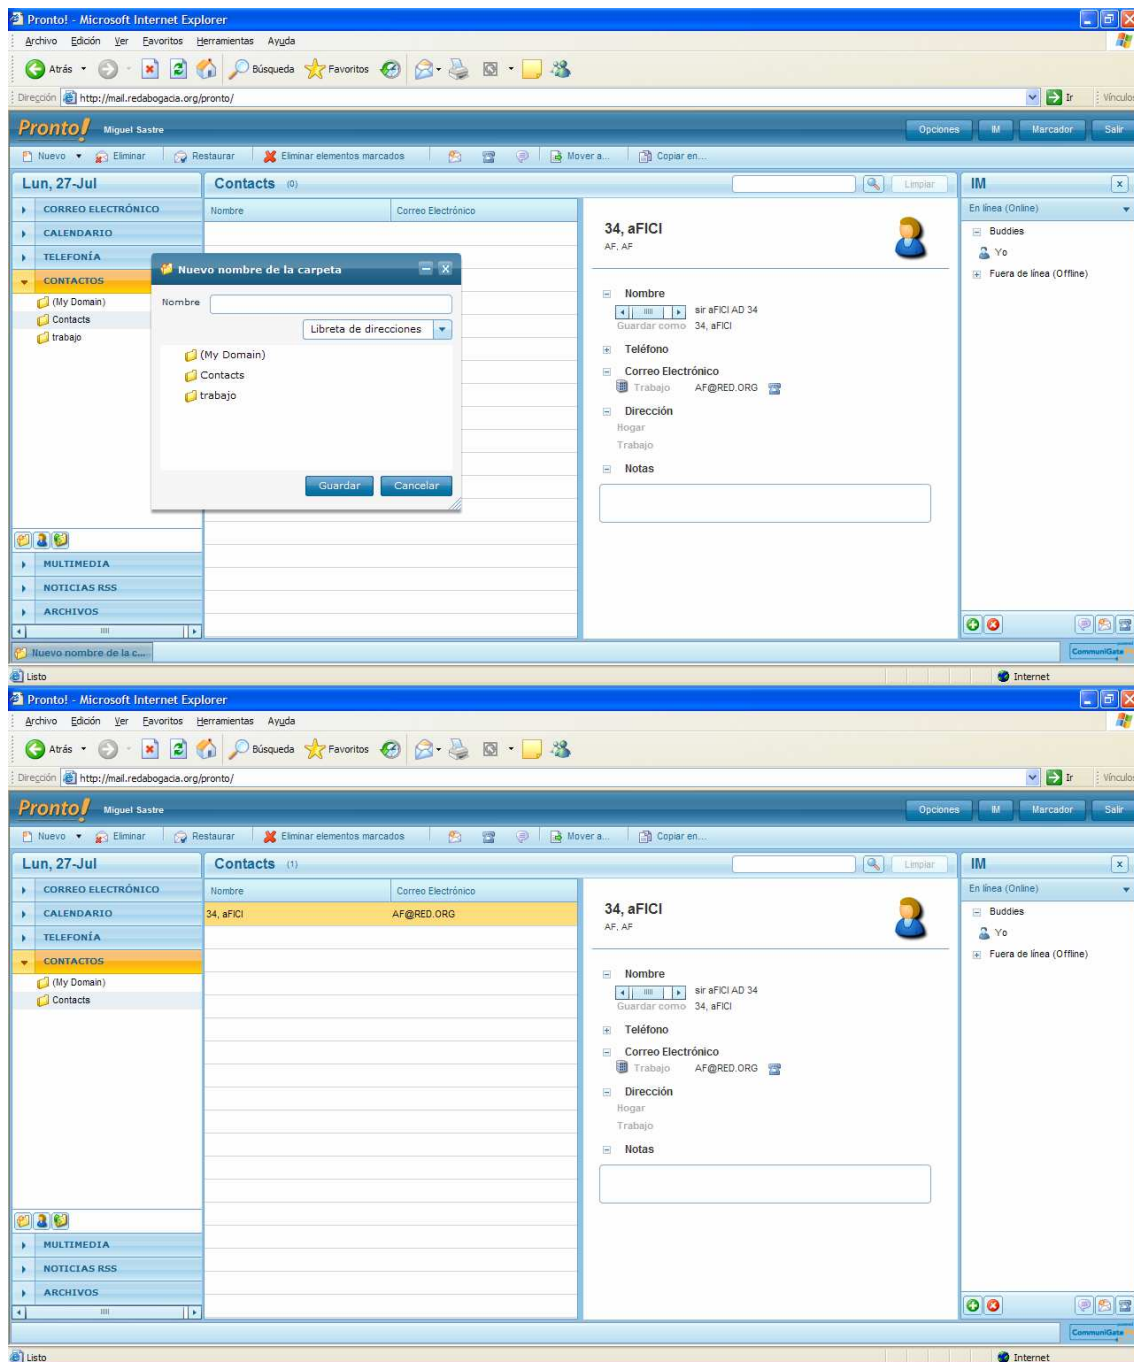 Pronto! - Microsoft Internet Explorer
Archivo Edición Ver Favoritos Herramientas Ayuda
Atrás Búsqueda Favoritos
Dirección http://mail.redabogacia.org/pronto/ Ir Vínculos
Pronto! Miguel Sastre Opciones IM Marcador Salir
Nuevo Eliminar Restaurar Eliminar elementos marcados Mover a... Copiar en...
Lun, 27-Jul Contacts (0) Limpiar IM x
CORREO ELECTRÓNICO Nombre Correo Electrónico En línea (Online)
34, aFICI
AF, AF
CALENDARIO Buddies
TELEFONÍA Yo
CONTACTOS Fuera de línea (Offline)
(My Domain)
Contacts
trabajo
Nuevo nombre de la carpeta
Nombre
Libreta de direcciones
(My Domain)
Contacts
trabajo
Guardar Cancelar
Nombre
sir aFICI AD 34
Guardar como 34, aFICI
Teléfono
Correo Electrónico
Trabajo AF@RED.ORG
Dirección
Hogar
Trabajo
Notas
MULTIMEDIA
NOTICIAS RSS
ARCHIVOS
Nuevo nombre de la c... CommuniGate
Listo Internet
Pronto! - Microsoft Internet Explorer
Archivo Edición Ver Favoritos Herramientas Ayuda
Atrás Búsqueda Favoritos
Dirección http://mail.redabogacia.org/pronto/ Ir Vínculos
Pronto! Miguel Sastre Opciones IM Marcador Salir
Nuevo Eliminar Restaurar Eliminar elementos marcados Mover a... Copiar en...
Lun, 27-Jul Contacts (1) Limpiar IM x
CORREO ELECTRÓNICO Nombre Correo Electrónico En línea (Online)
CALENDARIO 34, aFICI AF@RED.ORG 34, aFICI Buddies
AF, AF
TELEFONÍA Yo
CONTACTOS Fuera de línea (Offline)
(My Domain)
Contacts
Nombre
sir aFICI AD 34
Guardar como 34, aFICI
Teléfono
Correo Electrónico
Trabajo AF@RED.ORG
Dirección
Hogar
Trabajo
Notas
MULTIMEDIA
NOTICIAS RSS
ARCHIVOS
CommuniGate
Listo Internet